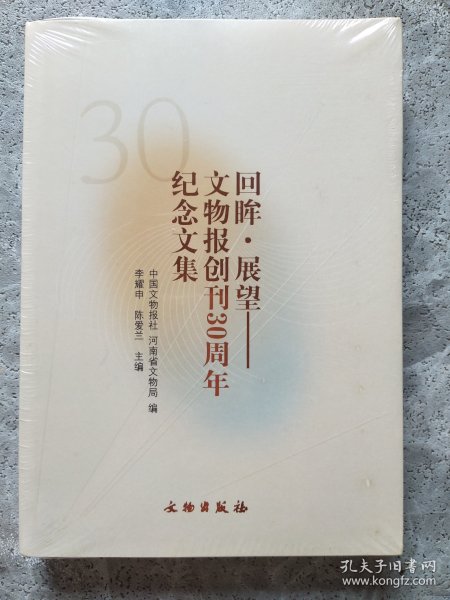 30
回眸·展望——
文物报创刊30周年
纪念文集
中国文物报社 河南省文物局 编
李耀申 陈爱兰 主编
文物出版社
孔夫子旧书网
www.kongfz.com